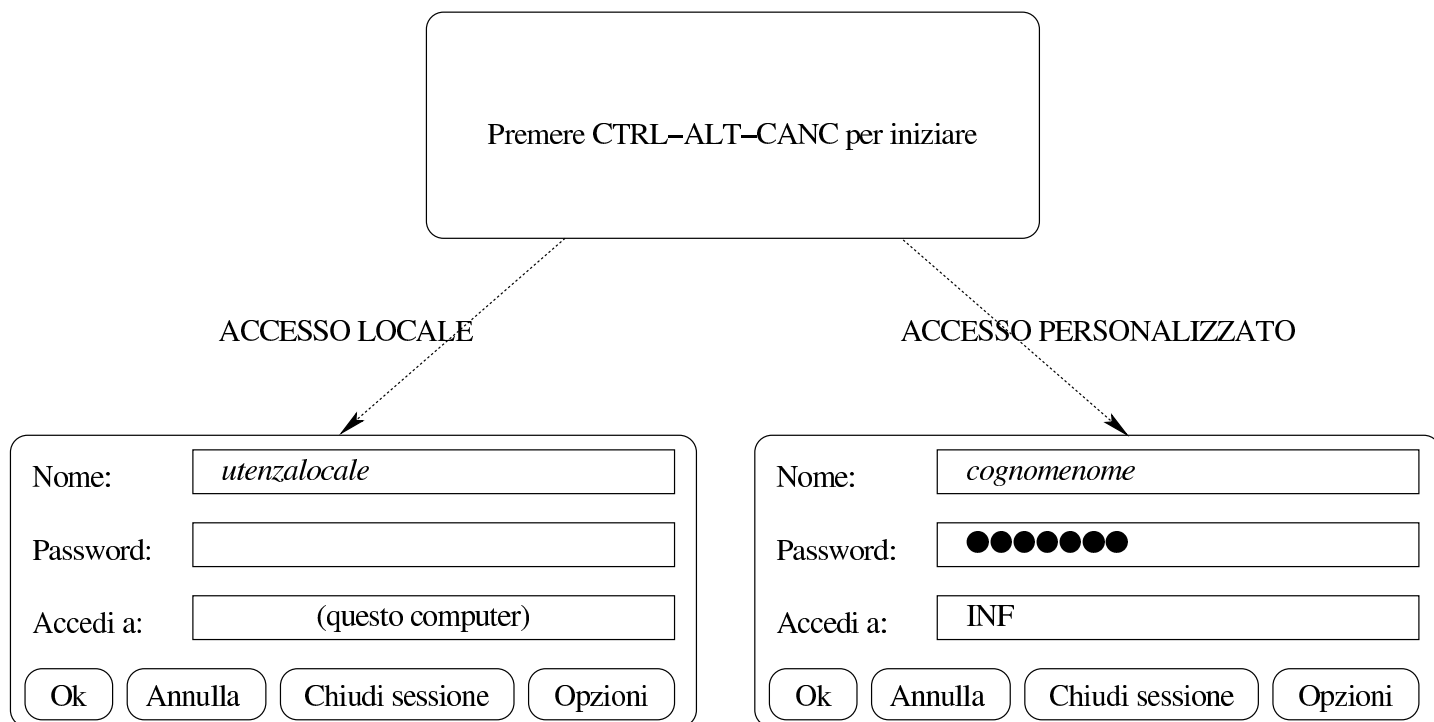 Premere CTRL-ALT-CANC per iniziare
ACCESSO LOCALE
ACCESSO PERSONALIZZATO
Nome: utenzalocale
Password:
Accedi a: (questo computer)
Ok Annulla Chiudi sessione Opzioni
Nome: cognomenome
Password: ●●●●●●●
Accedi a: INF
Ok Annulla Chiudi sessione Opzioni